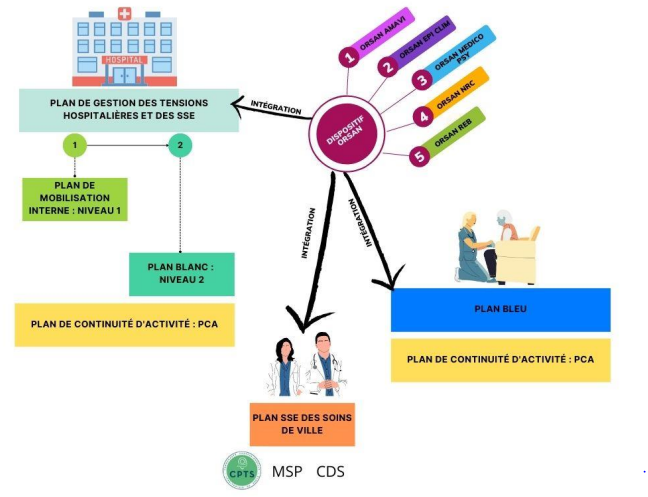 HOSPITAL
PLAN DE GESTION DES TENSIONS
HOSPITALIÈRES ET DES SSE
1
2
PLAN DE
MOBILISATION
INTERNE : NIVEAU 1
PLAN BLANC :
NIVEAU 2
PLAN DE CONTINUITÉ D'ACTIVITÉ : PCA
INTÉGRATION
DISPOSITIF
ORSAN
1
ORSAN AMAVI
2
ORSAN EPI CLIM
3
ORSAN MEDICO
PSY
4
ORSAN NRC
5
ORSAN REB
INTÉGRATION
INTÉGRATION
PLAN BLEU
PLAN DE CONTINUITÉ D'ACTIVITÉ : PCA
PLAN SSE DES SOINS
DE VILLE
CPTS
MSP CDS